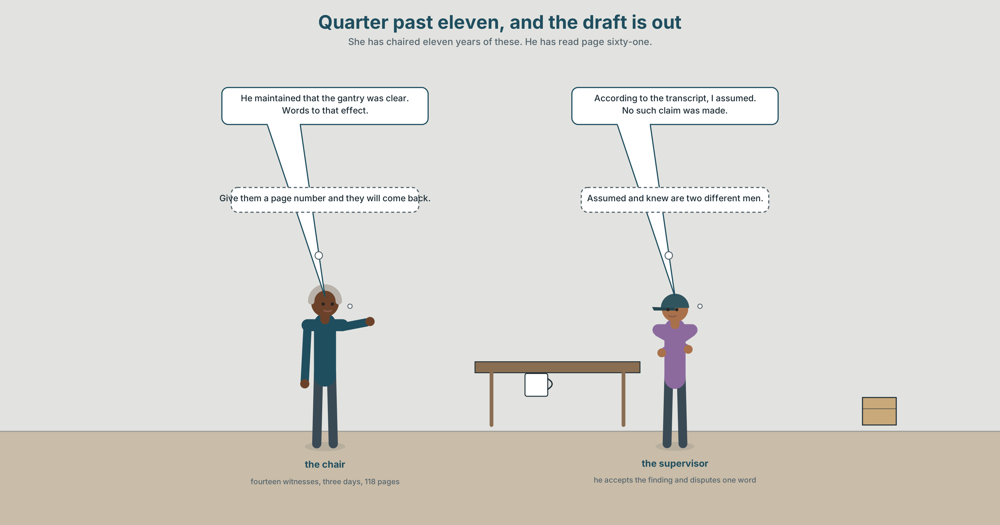 Quarter past eleven, and the draft is out
She has chaired eleven years of these. He has read page sixty-one.
He maintained that the gantry was clear.
Words to that effect.
According to the transcript, I assumed.
No such claim was made.
Give them a page number and they will come back.
Assumed and knew are two different men.
the chair
fourteen witnesses, three days, 118 pages
the supervisor
he accepts the finding and disputes one word